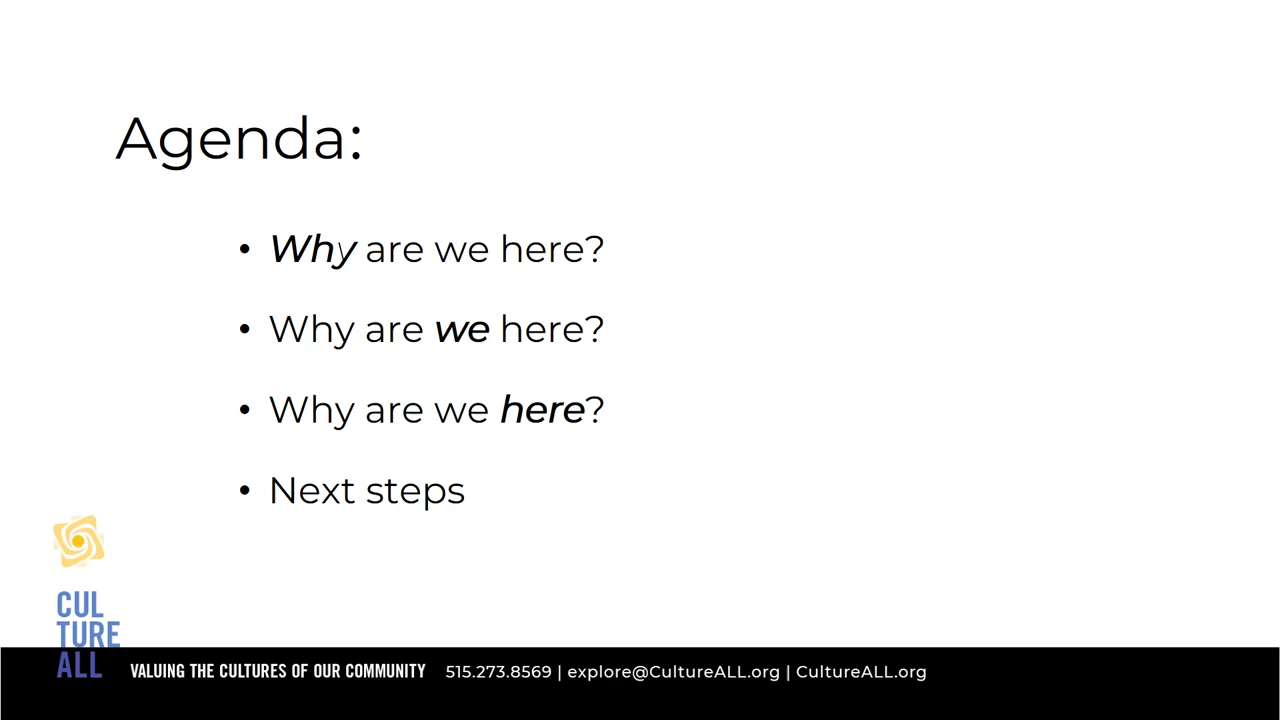 Agenda:
• Why are we here?
• Why are we here?
• Why are we here?
• Next steps
CUL
TURE
ALL
VALUING THE CULTURES OF OUR COMMUNITY 515.273.8569 | explore@CultureALL.org | CultureALL.org